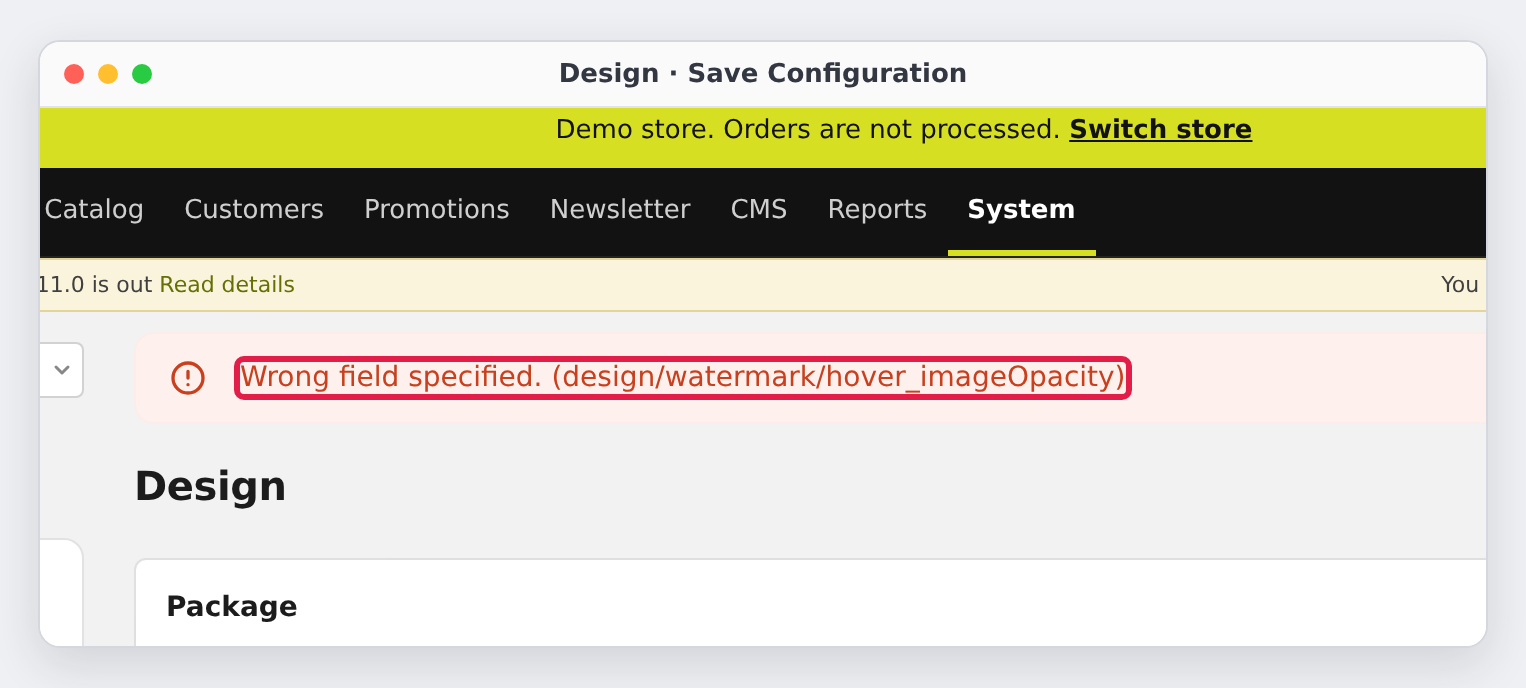 Design · Save Configuration
Demo store. Orders are not processed. Switch store
Catalog Customers Promotions Newsletter CMS Reports System
11.0 is out Read details You
Wrong field specified. (design/watermark/hover_imageOpacity)
Design
Package